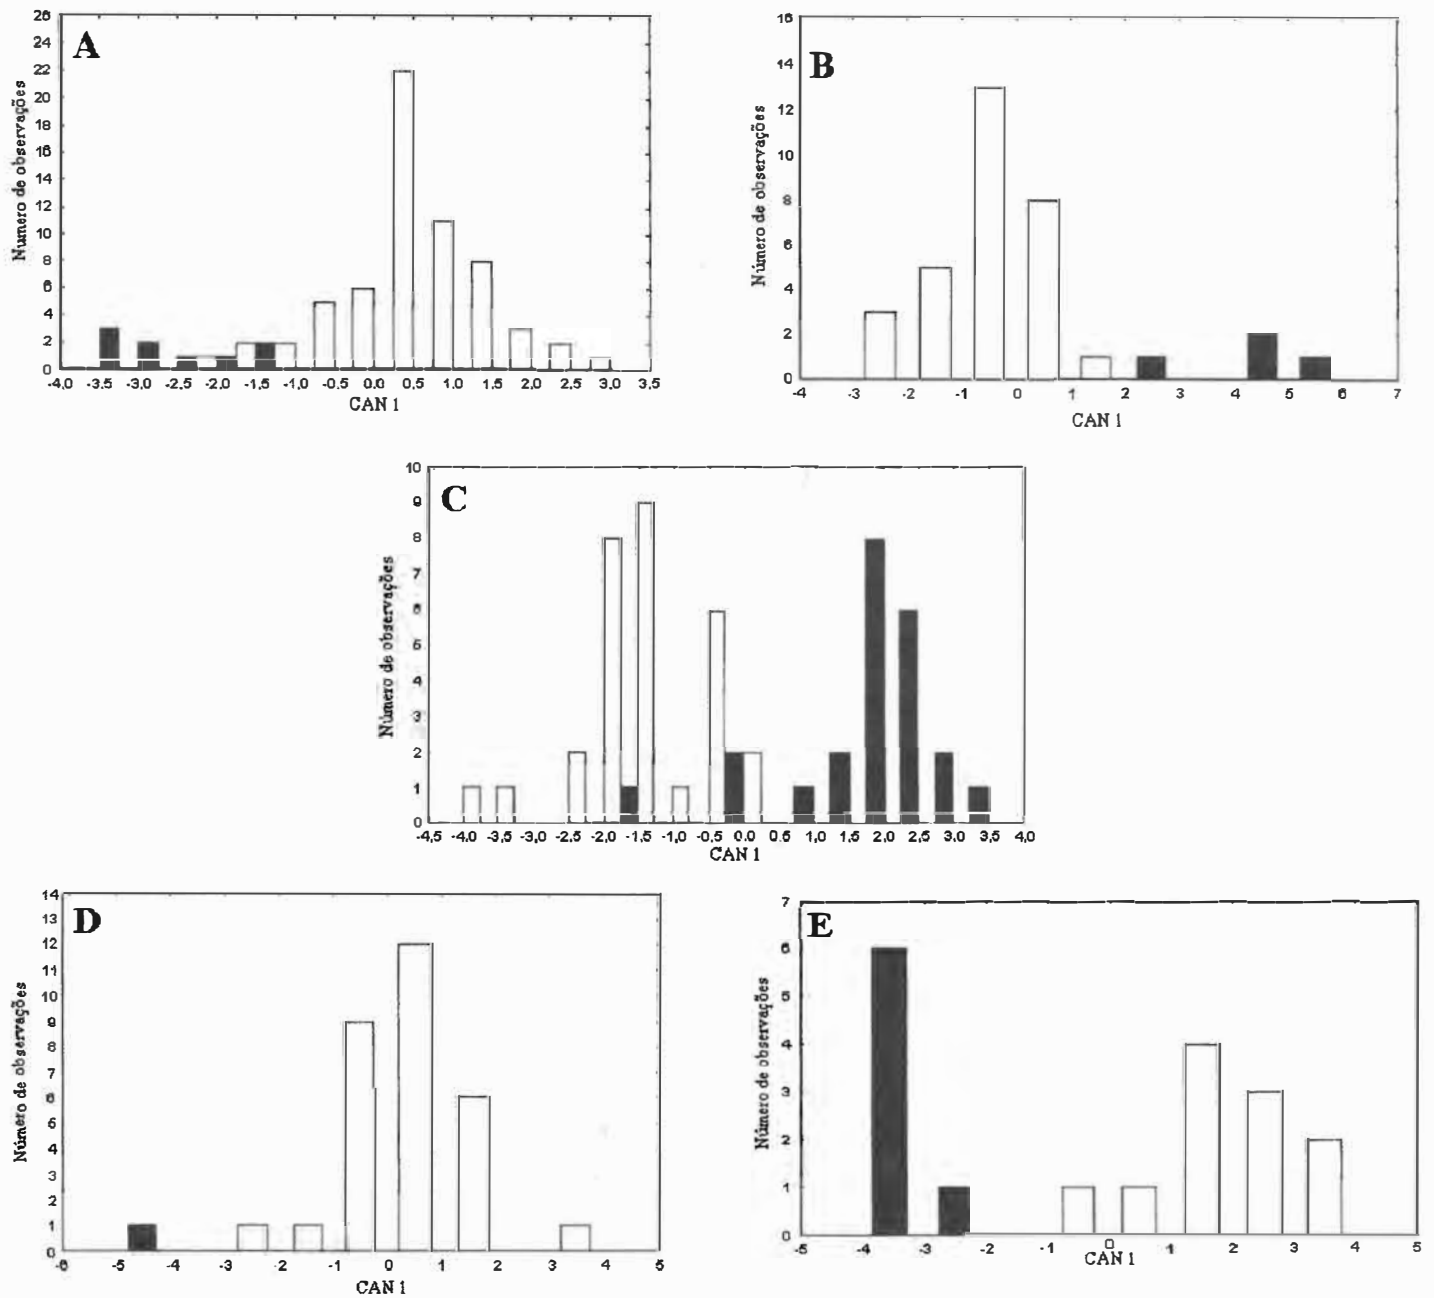 A
Numero de observações
26
24
22
20
18
16
14
12
10
8
6
4
2
0
-4,0 -3,5 -3,0 -2,5 -2,0 -1,5 -1,0 -0,5 0,0 0,5 1,0 1,5 2,0 2,5 3,0 3,5
CAN 1
B
Número de observações
16
14
12
10
8
6
4
2
0
-4 -3 -2 -1 0 1 2 3 4 5 6 7
CAN 1
C
Número de observações
10
9
8
7
6
5
4
3
2
1
0
-4,5 -4,0 -3,5 -3,0 -2,5 -2,0 -1,5 -1,0 -0,5 0,0 0,5 1,0 1,5 2,0 2,5 3,0 3,5 4,0
CAN 1
D
Número de observações
14
13
12
11
10
9
8
7
6
5
4
3
2
1
0
-6 -5 -4 -3 -2 -1 0 1 2 3 4 5
CAN 1
E
Número de observações
7
6
5
4
3
2
1
0
-5 -4 -3 -2 -1 0 1 2 3 4 5
CAN 1